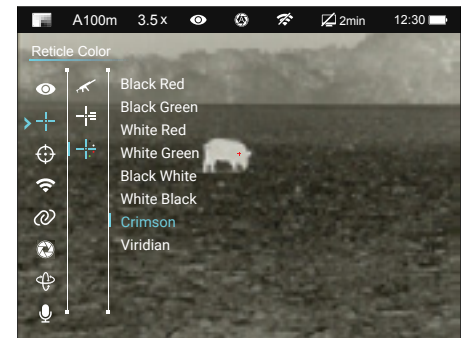 A100m 3.5x 2min 12:30
Reticle Color
Black Red
Black Green
White Red
White Green
Black White
White Black
Crimson
Viridian